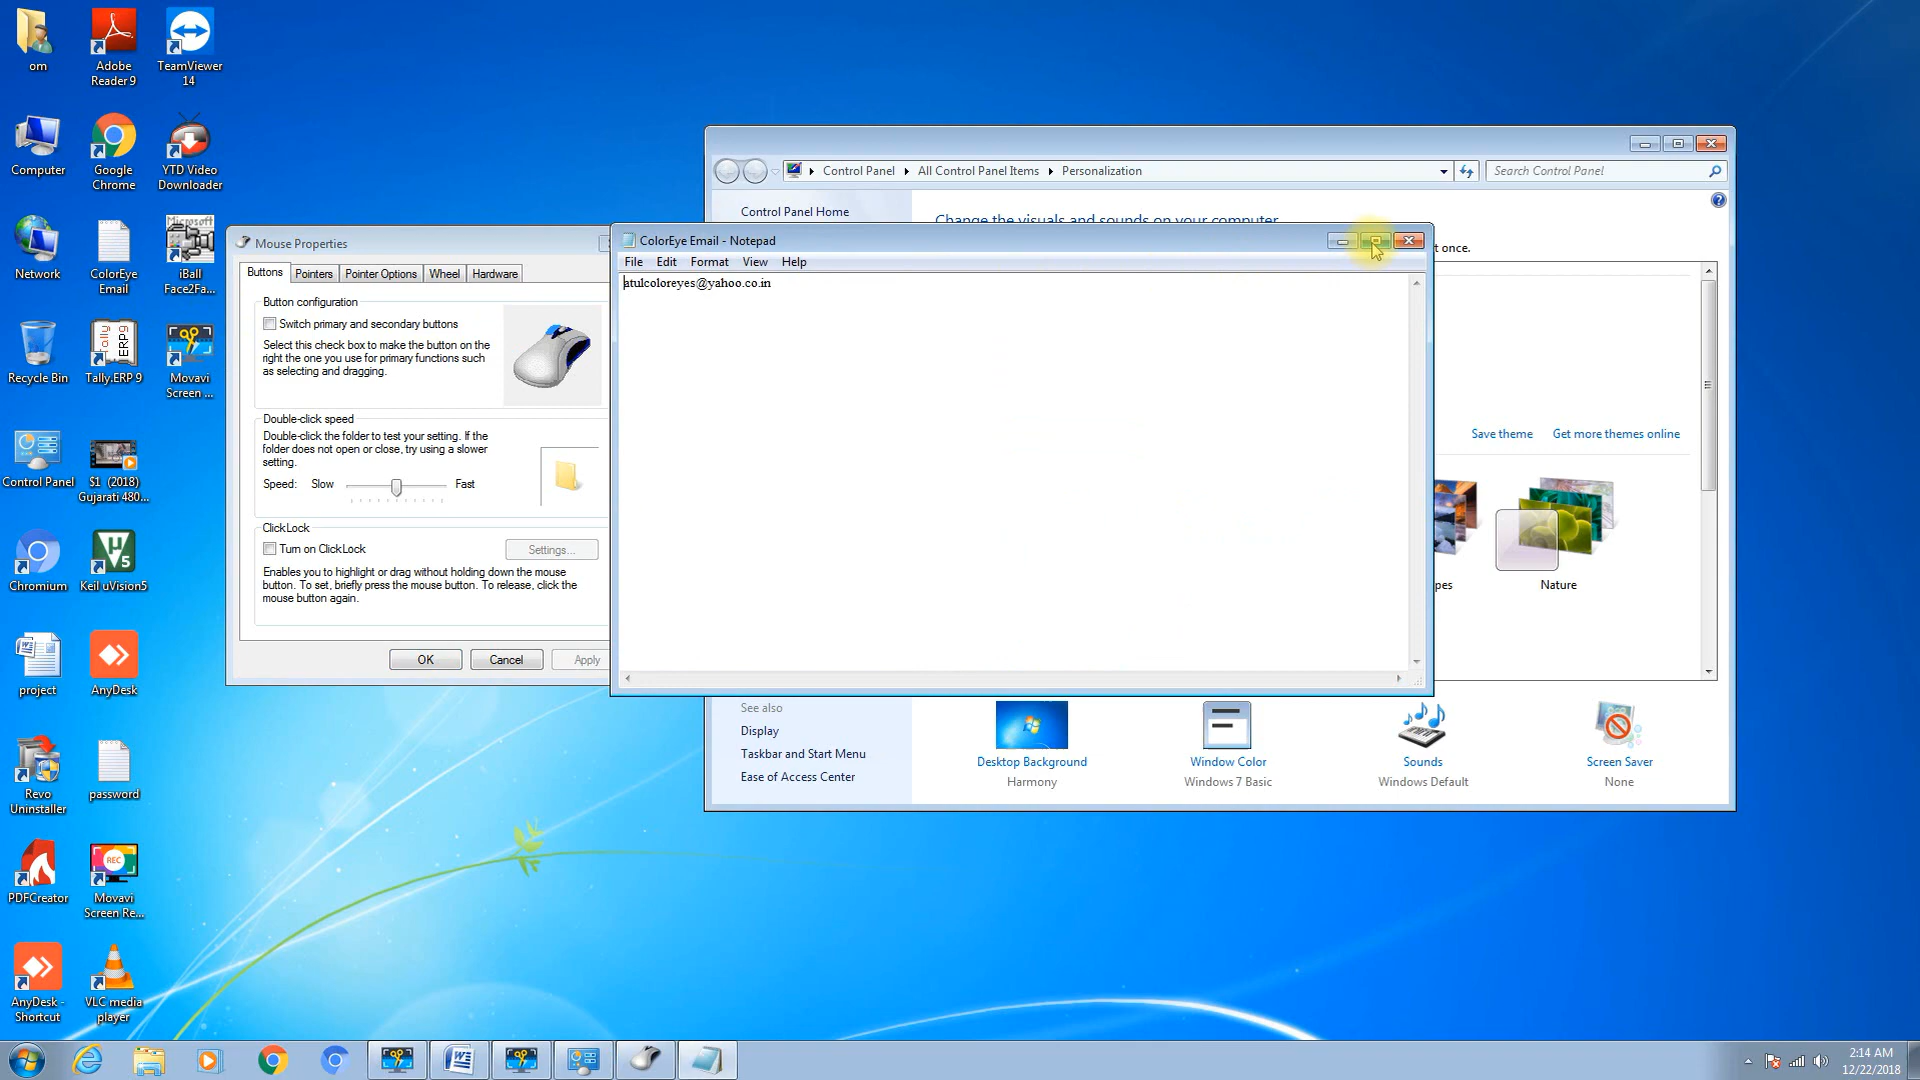 om
Adobe
Reader 9
TeamViewer
14
Computer
Google
Chrome
YTD Video
Downloader
Network
ColorEye
Email
Microsoft
iBall
Face2Fa...
Recycle Bin
Tally
ERP9
Tally.ERP 9
Movavi
Screen ...
Control Panel
$1 (2018)
Gujarati 480...
Chromium
Keil uVision5
project
AnyDesk
Revo
Uninstaller
password
PDFCreator
REC
Movavi
Screen Re...
AnyDesk -
Shortcut
VLC media
player
Mouse Properties
Buttons Pointers Pointer Options Wheel Hardware
Button configuration
Switch primary and secondary buttons
Select this check box to make the button on the
right the one you use for primary functions such
as selecting and dragging.
Double-click speed
Double-click the folder to test your setting. If the
folder does not open or close, try using a slower
setting.
Speed: Slow Fast
ClickLock
Turn on ClickLock
Settings...
Enables you to highlight or drag without holding down the mouse
button. To set, briefly press the mouse button. To release, click the
mouse button again.
OK Cancel Apply
Control Panel All Control Panel Items Personalization
Search Control Panel
Control Panel Home
Change the visuals and sounds on your computer
t once.
ColorEye Email - Notepad
File Edit Format View Help
atulcoloreyes@yahoo.co.in
Save theme Get more themes online
pes
Nature
See also
Display
Taskbar and Start Menu
Ease of Access Center
Desktop Background
Harmony
Window Color
Windows 7 Basic
Sounds
Windows Default
Screen Saver
None
2:14 AM
12/22/2018